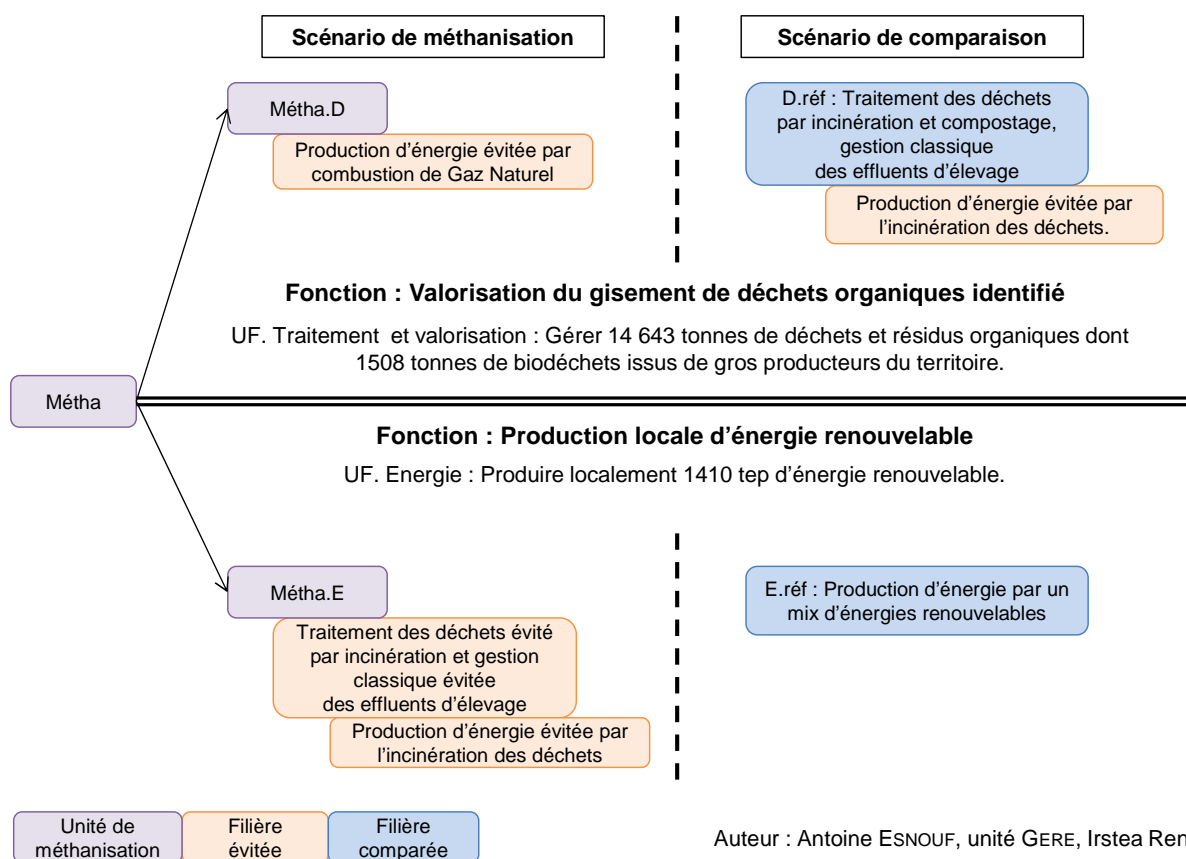 Scénario de méthanisation
Scénario de comparaison
Métha.D
Production d’énergie évitée par
combustion de Gaz Naturel
D.réf : Traitement des déchets
par incinération et compostage,
gestion classique
des effluents d’élevage
Production d’énergie évitée par
l’incinération des déchets.
Fonction : Valorisation du gisement de déchets organiques identifié
UF. Traitement et valorisation : Gérer 14 643 tonnes de déchets et résidus organiques dont
1508 tonnes de biodéchets issus de gros producteurs du territoire.
Métha
Fonction : Production locale d’énergie renouvelable
UF. Energie : Produire localement 1410 tep d’énergie renouvelable.
Métha.E
Traitement des déchets évité
par incinération et gestion
classique évitée
des effluents d’élevage
Production d’énergie évitée par
l’incinération des déchets
E.réf : Production d’énergie par un
mix d’énergies renouvelables
Unité de
méthanisation
Filière
évitée
Filière
comparée
Auteur : Antoine ESNOUF, unité GERE, Irstea Ren